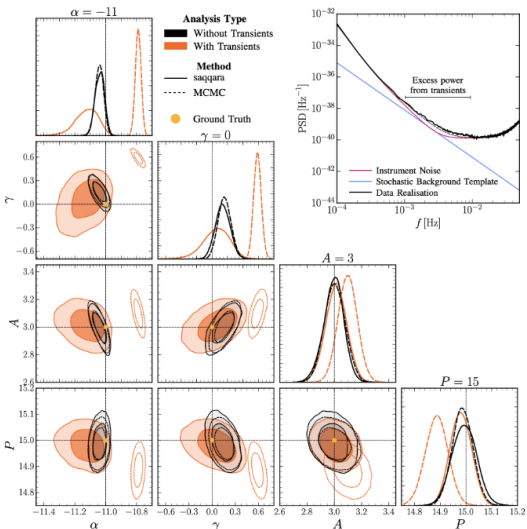 α = −11
Analysis Type
Without Transients
With Transients
Method
saqqara
MCMC
Ground Truth
γ = 0
10−32
10−34
10−36
10−38
10−40
10−42
10−44
PSD [Hz−1]
Excess power
from transients
Instrument Noise
Stochastic Background Template
Data Realisation
10−4
10−3
10−2
f [Hz]
γ
0.6
0.3
0.0
−0.3
−0.6
A = 3
A
3.4
3.2
3.0
2.8
2.6
P = 15
P
15.2
15.1
15.0
14.9
14.8
−11.6 −11.4 −11.2 −11.0 −10.8
−0.6 −0.3 0.0 0.3 0.6
2.6 2.8 3.0 3.2 3.4
14.8 14.9 15.0 15.1 15.2
α
γ
A
P